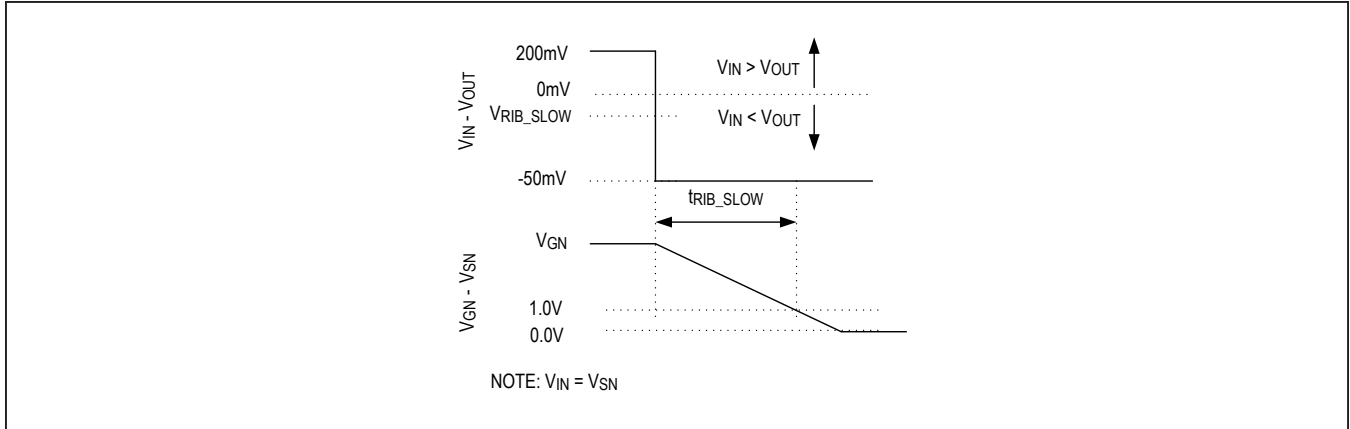 200mV
VIN > VOUT
0mV
VRIB_SLOW
VIN < VOUT
VIN - VOUT
-50mV
tRIB_SLOW
VGN
VGN - VSN
1.0V
0.0V
NOTE: VIN = VSN